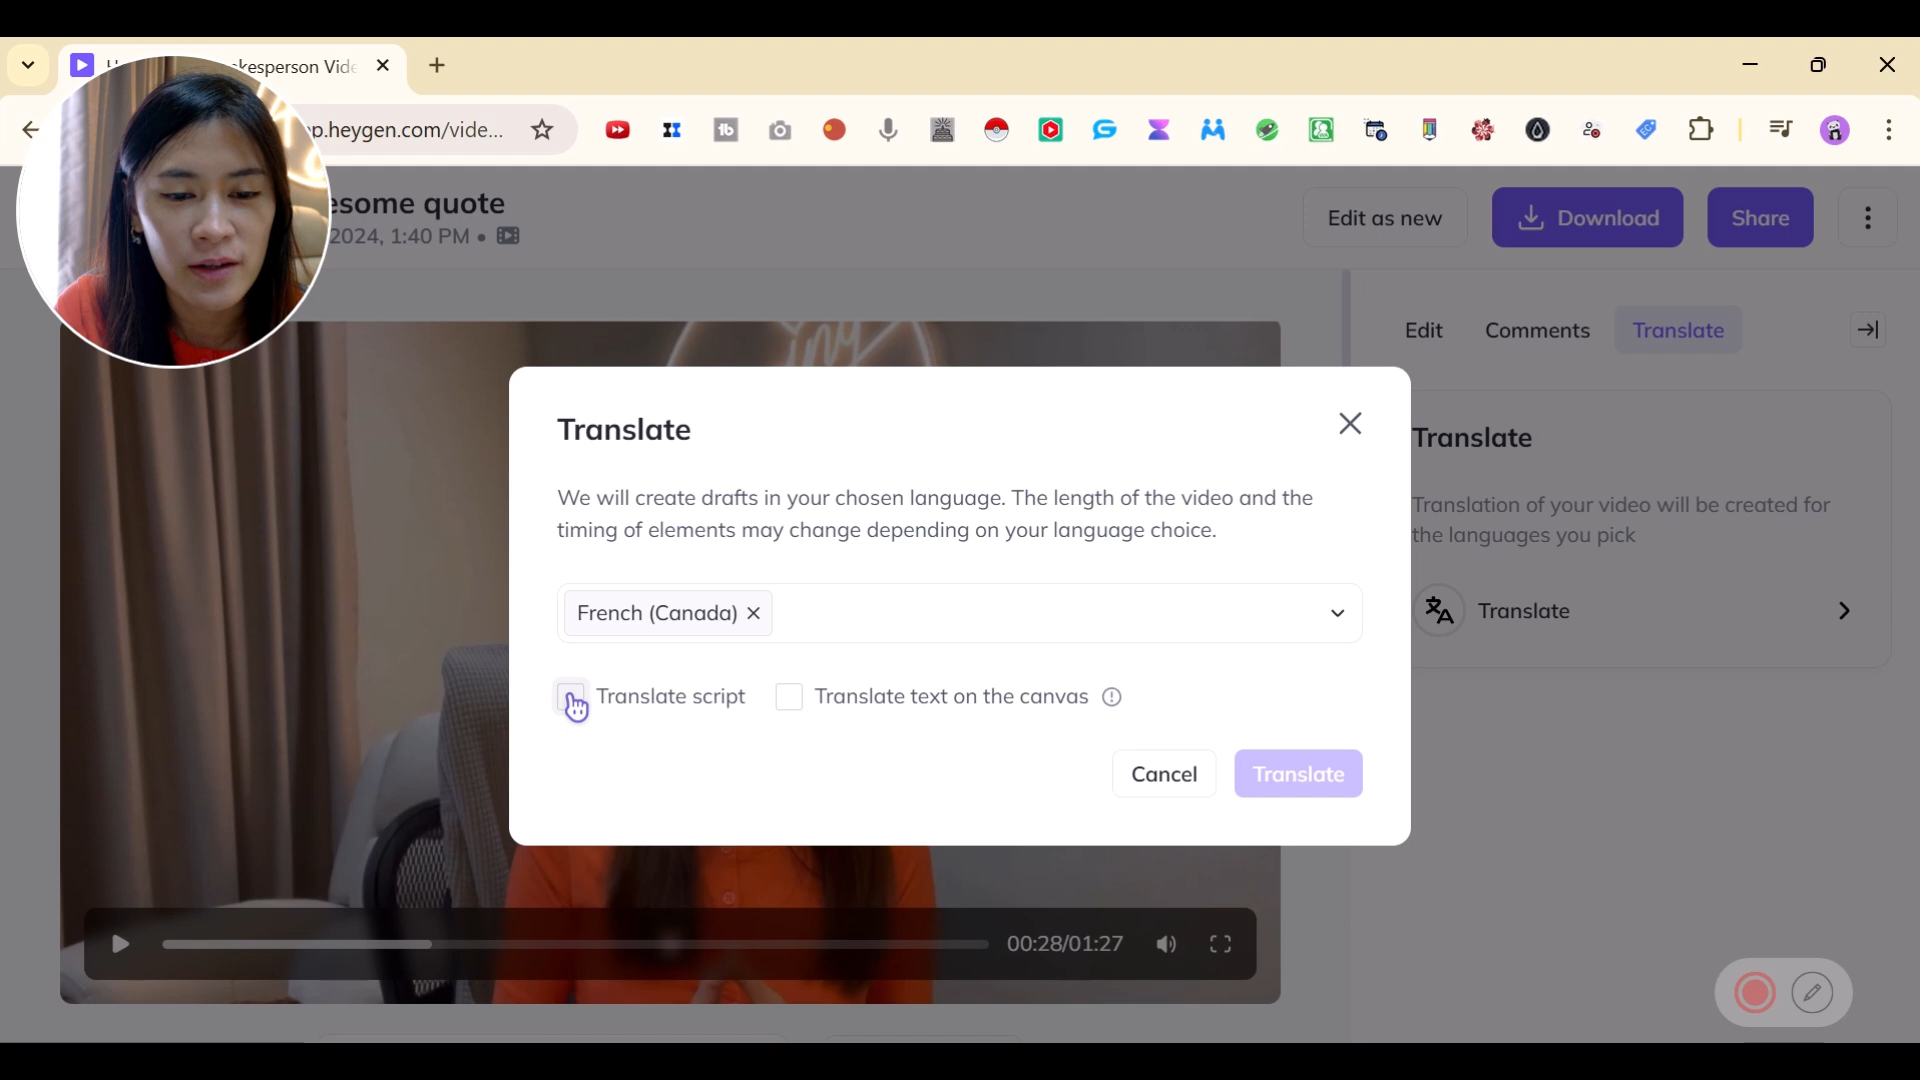 kesperson Vide
p.heygen.com/vide...
esome quote
2024, 1:40 PM •
Edit as new
Download
Share
Edit
Comments
Translate
Translate
We will create drafts in your chosen language. The length of the video and the
timing of elements may change depending on your language choice.
French (Canada)
Translate script
Translate text on the canvas
Cancel
Translate
Translate
Translation of your video will be created for
the languages you pick
Translate
00:28/01:27